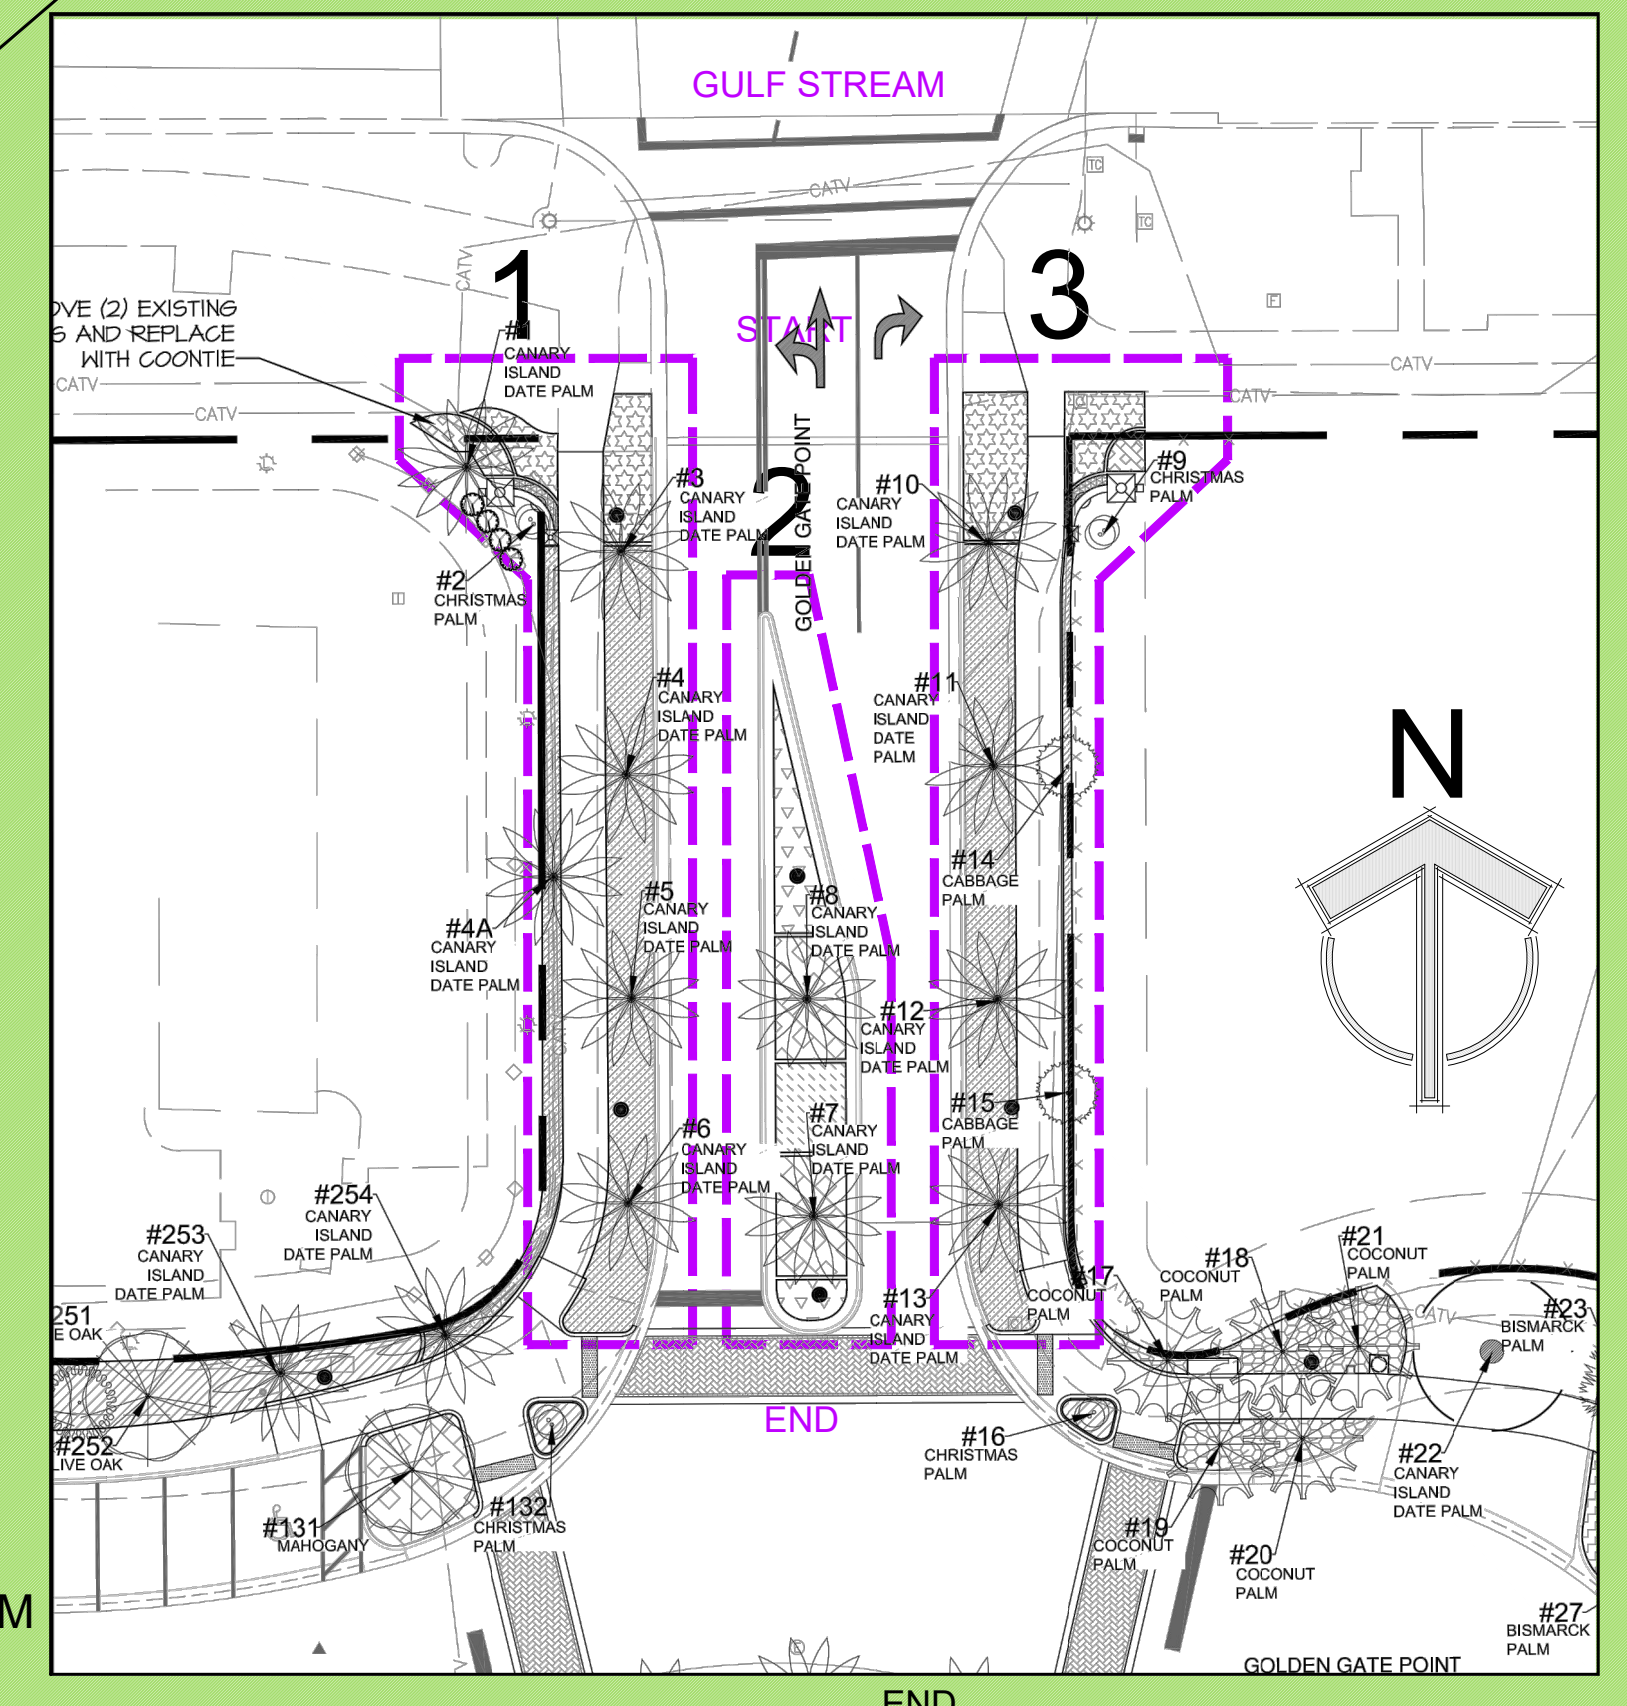 GULF STREAM
CATV
TC
TC
CATV
1
3
F
OVE (2) EXISTING
S AND REPLACE
WITH COONTIE
START
#1
CANARY
ISLAND
DATE PALM
CATV
CATV
CATV
CATV
GOLDEN GATE POINT
2
#3
CANARY
ISLAND
DATE PALM
#10
CANARY
ISLAND
DATE PALM
#9
CHRISTMAS
PALM
#2
CHRISTMAS
PALM
#4
CANARY
ISLAND
DATE PALM
#11
CANARY
ISLAND
DATE
PALM
N
#14
CABBAGE
PALM
#4A
CANARY
ISLAND
DATE PALM
#5
CANARY
ISLAND
DATE PALM
#8
CANARY
ISLAND
DATE PALM
#12
CANARY
ISLAND
DATE PALM
#15
CABBAGE
PALM
#6
CANARY
ISLAND
DATE PALM
#7
CANARY
ISLAND
DATE PALM
#254
CANARY
ISLAND
DATE PALM
#253
CANARY
ISLAND
DATE PALM
251
E OAK
#13
CANARY
ISLAND
DATE PALM
#17
COCONUT
PALM
#18
COCONUT
PALM
#21
COCONUT
PALM
CATV
#23
BISMARCK
PALM
END
#252
LIVE OAK
#131
MAHOGANY
#132
CHRISTMAS
PALM
#16
CHRISTMAS
PALM
#19
COCONUT
PALM
#20
COCONUT
PALM
#22
CANARY
ISLAND
DATE PALM
#27
BISMARCK
PALM
M
D
V
GOLDEN GATE POINT
END